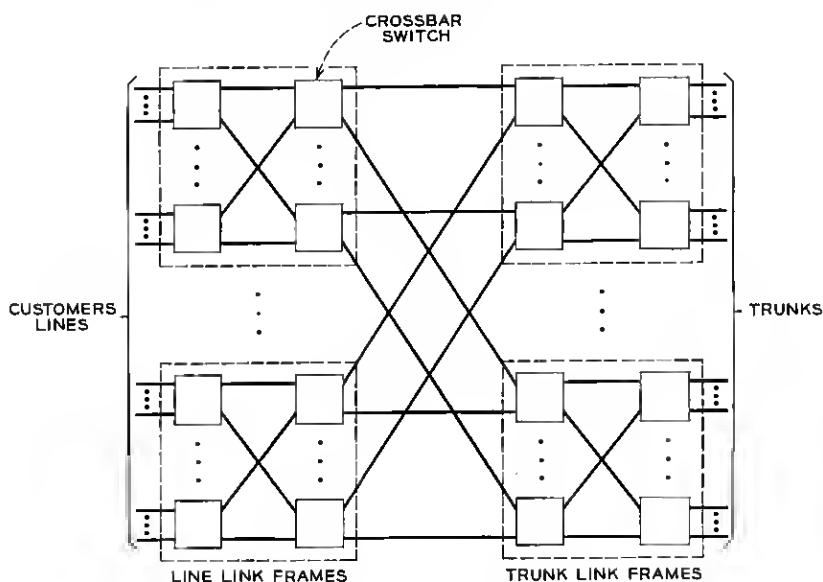 CROSSBAR
SWITCH
CUSTOMERS
LINES
TRUNKS
LINE LINK FRAMES
TRUNK LINK FRAMES